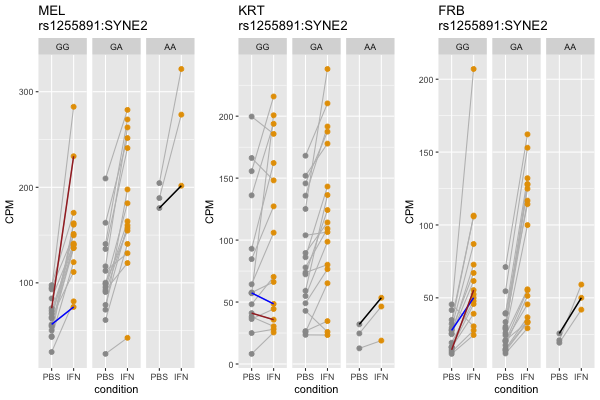 MEL
rs1255891:SYNE2
GG GA AA
CPM
300
200
100
PBS IFN PBS IFN PBS IFN
condition
KRT
rs1255891:SYNE2
GG GA AA
CPM
200
150
100
50
0
PBS IFN PBS IFN PBS IFN
condition
FRB
rs1255891:SYNE2
GG GA AA
CPM
200
150
100
50
PBS IFN PBS IFN PBS IFN
condition